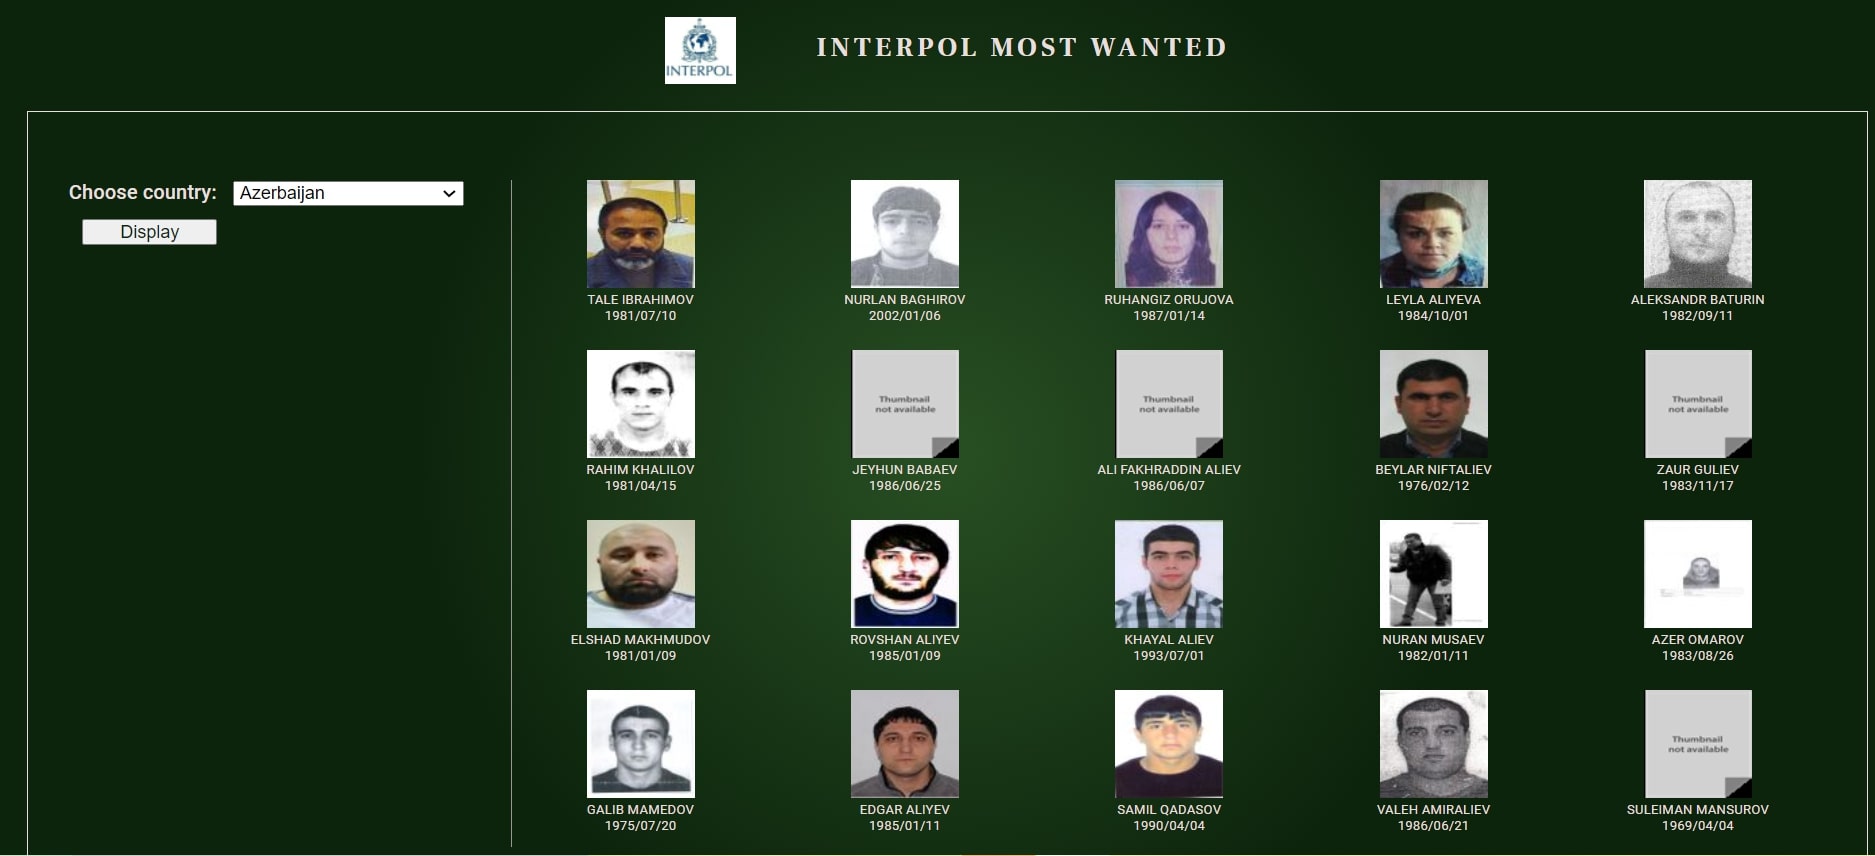 INTERPOL
INTERPOL MOST WANTED
Choose country:
Azerbaijan
Display
TALE IBRAHIMOV
1981/07/10
NURLAN BAGHIROV
2002/01/06
RUHANGIZ ORUJOVA
1987/01/14
LEYLA ALIYEVA
1984/10/01
ALEKSANDR BATURIN
1982/09/11
RAHIM KHALILOV
1981/04/15
Thumbnail
not available
JEYHUN BABAEV
1986/06/25
Thumbnail
not available
ALI FAKHRADDIN ALIEV
1986/06/07
BEYLAR NIFTALIEV
1976/02/12
Thumbnail
not available
ZAUR GULIEV
1983/11/17
ELSHAD MAKHMUDOV
1981/01/09
ROVSHAN ALIYEV
1985/01/09
KHAYAL ALIEV
1993/07/01
NURAN MUSAEV
1982/01/11
AZER OMAROV
1983/08/26
GALIB MAMEDOV
1975/07/20
EDGAR ALIYEV
1985/01/11
SAMIL QADASOV
1990/04/04
VALEH AMIRALIEV
1986/06/21
Thumbnail
not available
SULEIMAN MANSUROV
1969/04/04